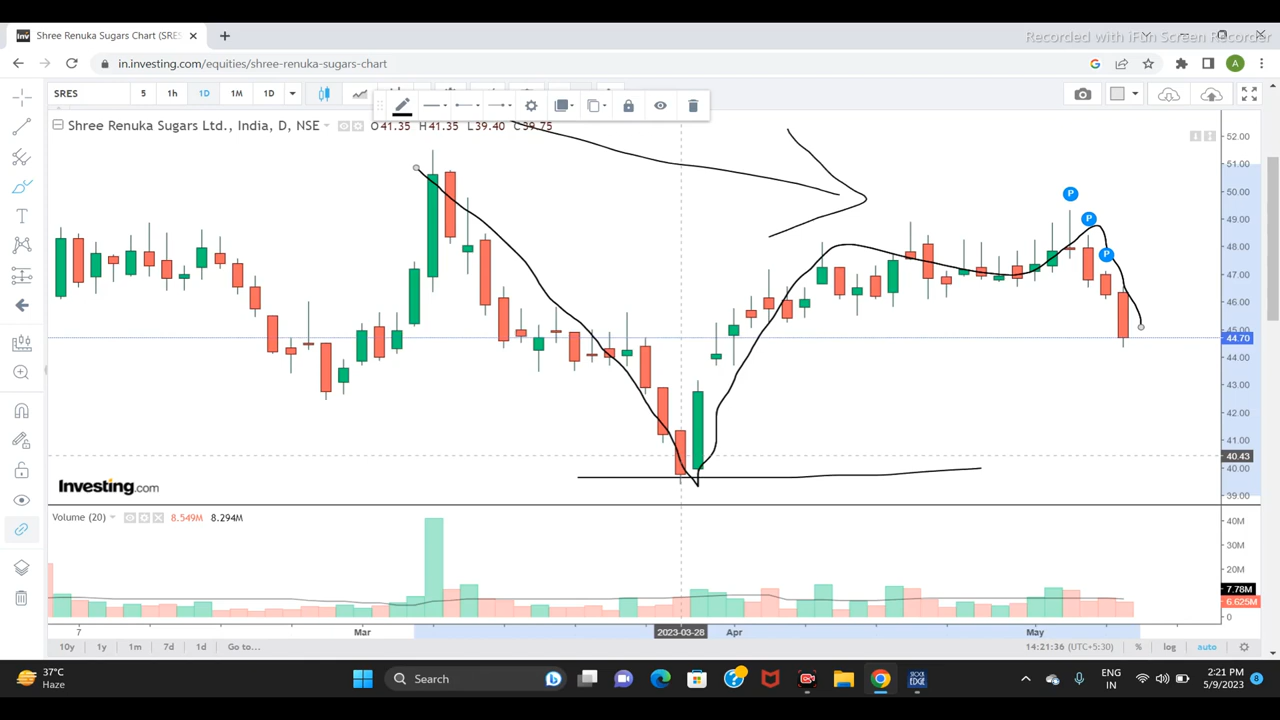 Shree Renuka Sugars Chart (SRES
Recorded with iFun Screen Recorder
in.investing.com/equities/shree-renuka-sugars-chart
A
SRES 5 1h 1D 1M 1D
Shree Renuka Sugars Ltd., India, D, NSE O41.35 H41.35 L39.40 C39.75
52.00
51.00
50.00
49.00
48.00
47.00
46.00
45.00
44.70
44.00
43.00
42.00
41.00
40.43
40.00
39.00
P
P
P
T
Investing.com
Volume (20) 8.549M 8.294M
40M
30M
20M
7.78M
6.625M
0
7 Mar 2023-03-28 Apr May
10y 1y 1m 7d 1d Go to... 14:21:36 (UTC+5:30) % log auto
37°C
Haze
Search
STOCK
EDGE
ENG
IN
2:21 PM
5/9/2023
8